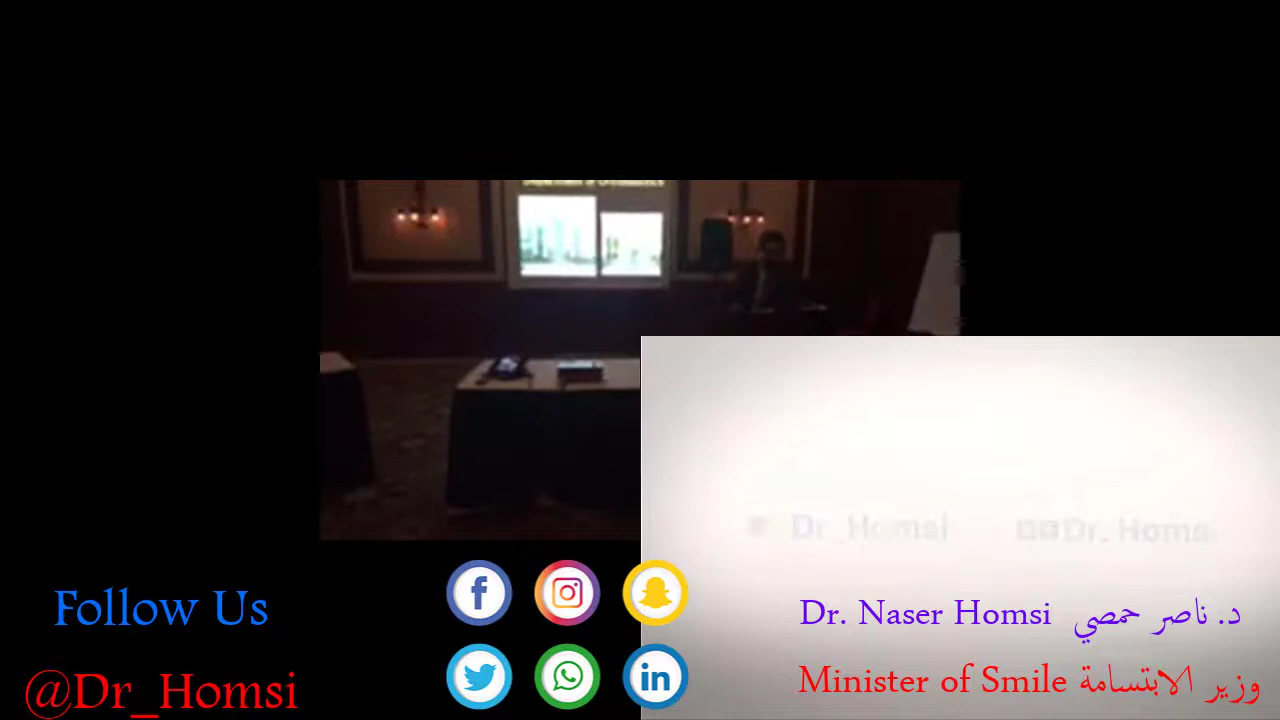 Dr_Homsi
Dr. Homsi
Follow Us
@Dr_Homsi
Dr. Naser Homsi د. ناصر حمصي
Minister of Smile وزير الابتسامة